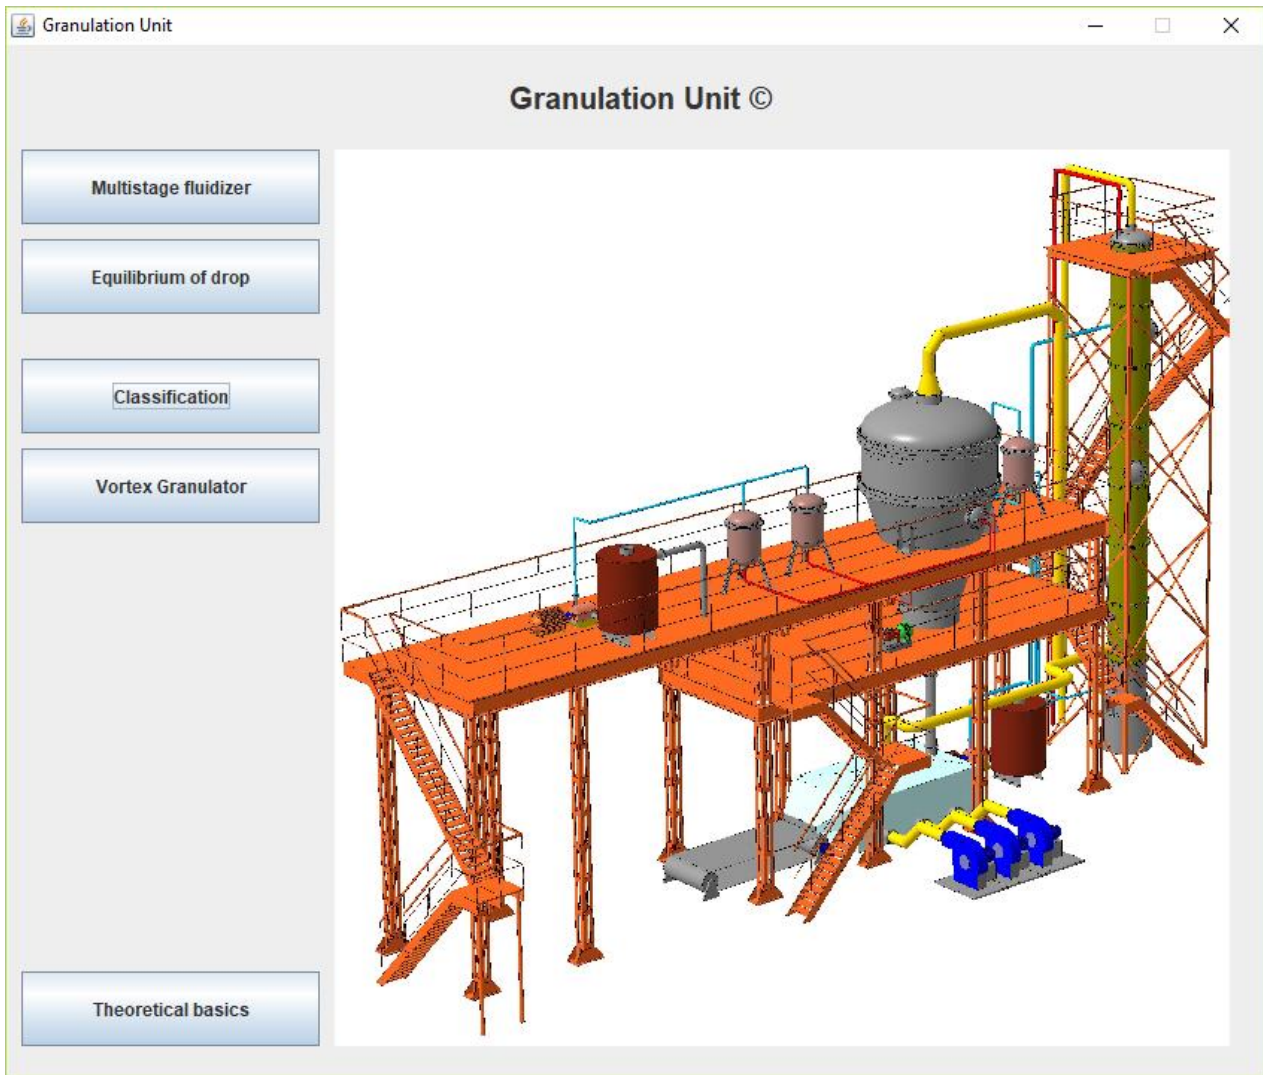 Granulation Unit
Granulation Unit ©
Multistage fluidizer
Equilibrium of drop
Classification
Vortex Granulator
Theoretical basics